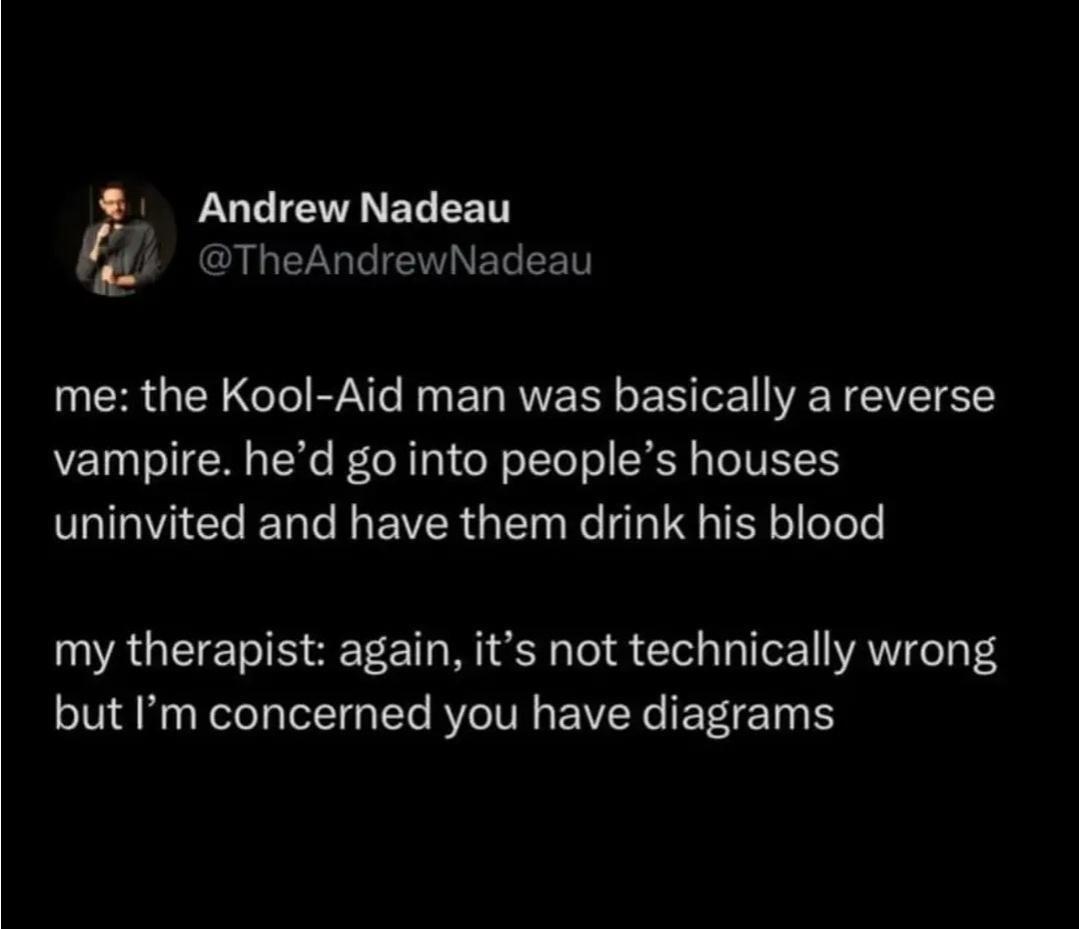 Andrew Nadeau
@TheAndrewNadeau
me: the Kool-Aid man was basically a reverse
vampire. he’d go into people’s houses
uninvited and have them drink his blood
my therapist: again, it’s not technically wrong
but I’m concerned you have diagrams